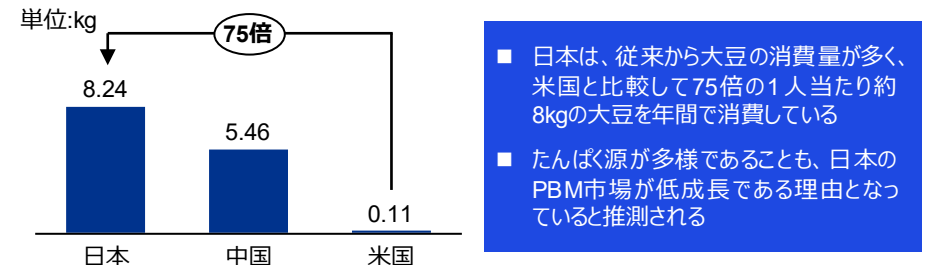 単位:kg
75倍
8.24
5.46
0.11
日本
中国
米国
■ 日本は、従来から大豆の消費量が多く、
米国と比較して75倍の1人当たり約
8kgの大豆を年間で消費している
■ たんぱく源が多様であることも、日本の
PBM市場が低成長である理由となっ
ていると推測される